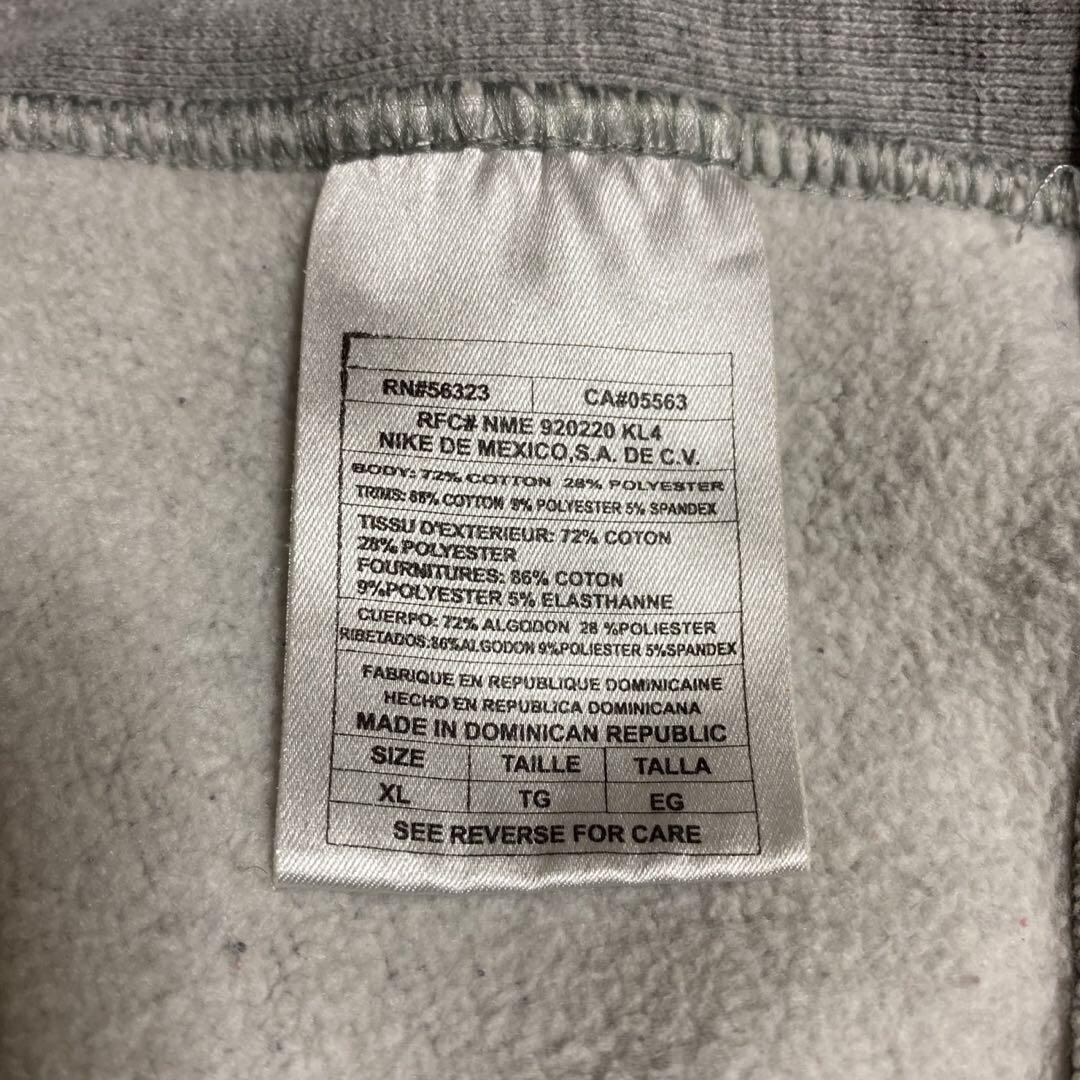 RN#56323 CA#05563
RFC# NME 920220 KL4
NIKE DE MEXICO,S.A. DE C.V.
BODY: 72% COTTON 28% POLYESTER
TRIMS: 86% COTTON 9% POLYESTER 5% SPANDEX
TISSU D'EXTERIEUR: 72% COTON
28% POLYESTER
FOURNITURES: 86% COTON
9%POLYESTER 5% ELASTHANNE
CUERPO: 72% ALGODON 28 %POLIESTER
RIBETADOS:86%ALGODON 9%POLIESTER 5%SPANDEX
FABRIQUE EN REPUBLIQUE DOMINICAINE
HECHO EN REPUBLICA DOMINICANA
MADE IN DOMINICAN REPUBLIC
SIZE TAILLE TALLA
XL TG EG
SEE REVERSE FOR CARE